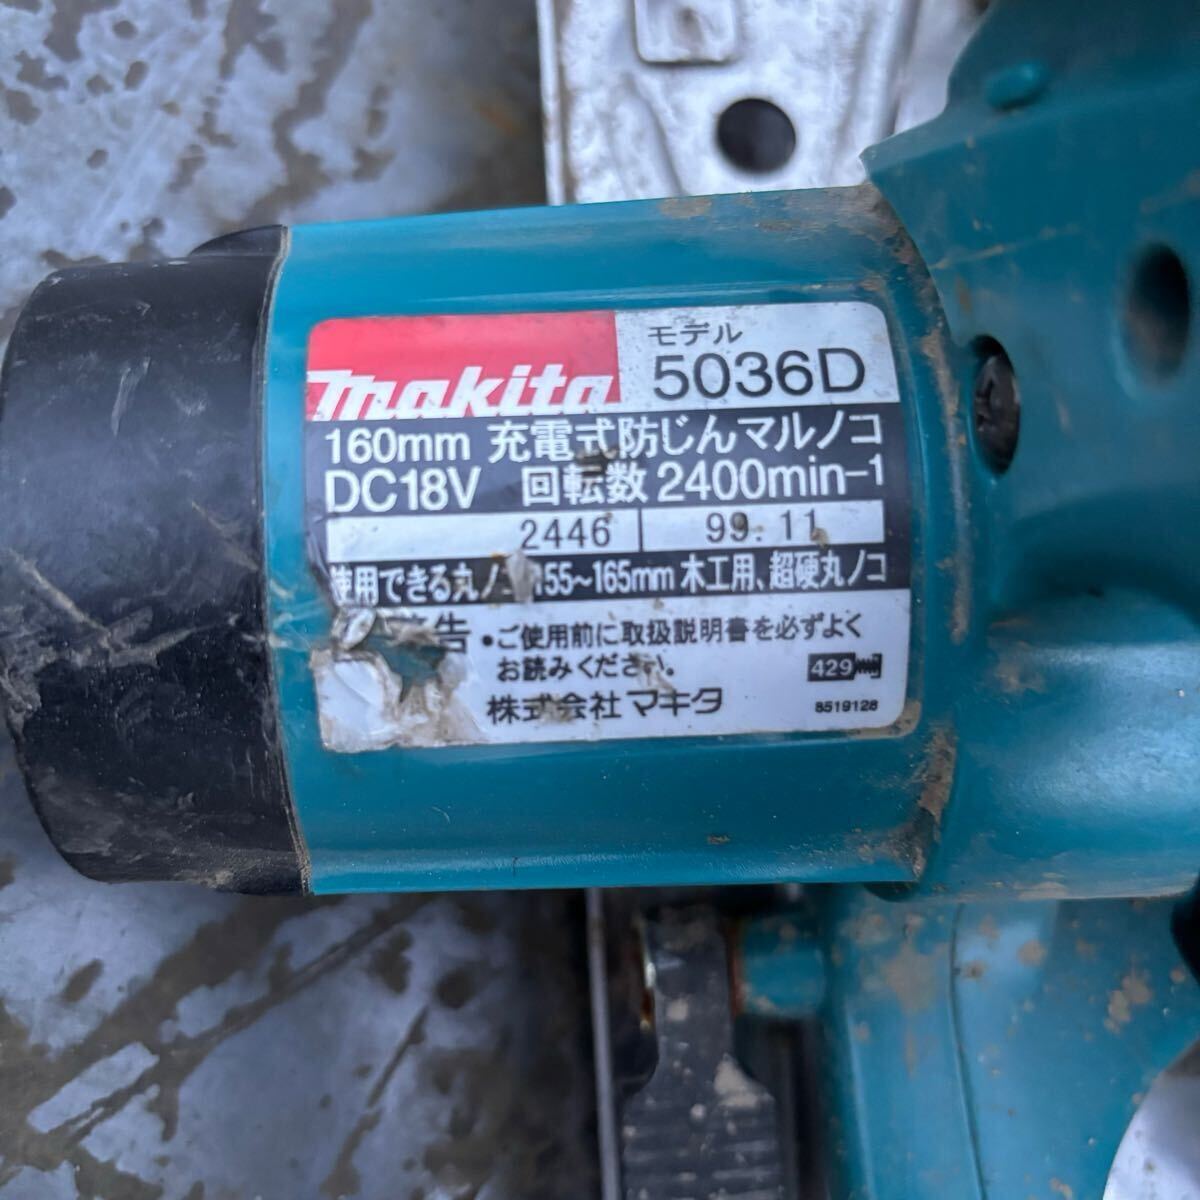 makita モデル
5036D
160mm 充電式防じんマルノコ
DC18V 回転数 2400min-1
2446 99.11
使用できる丸ノコ 155~165mm 木工用、超硬丸ノコ
警告 •ご使用前に取扱説明書を必ずよく
お読みください。
429
株式会社マキタ
8519128